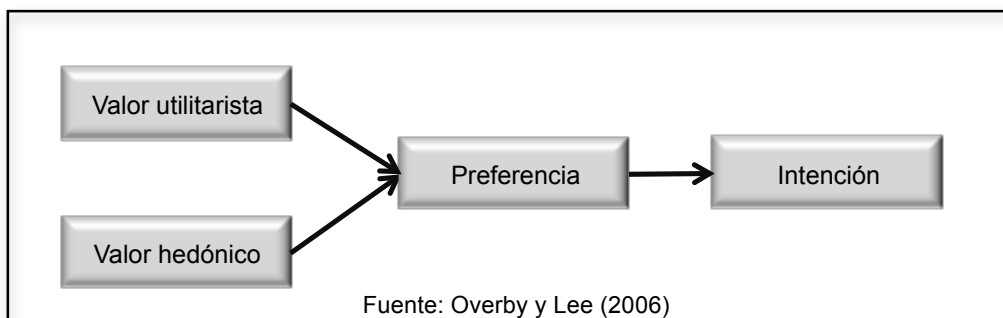 Valor utilitarista
Preferencia
Intención
Valor hedónico
Fuente: Overby y Lee (2006)